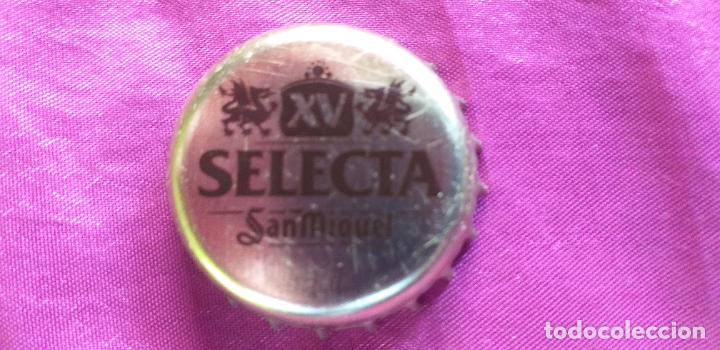 XV
SELECTA
San Miguel
todocoleccion